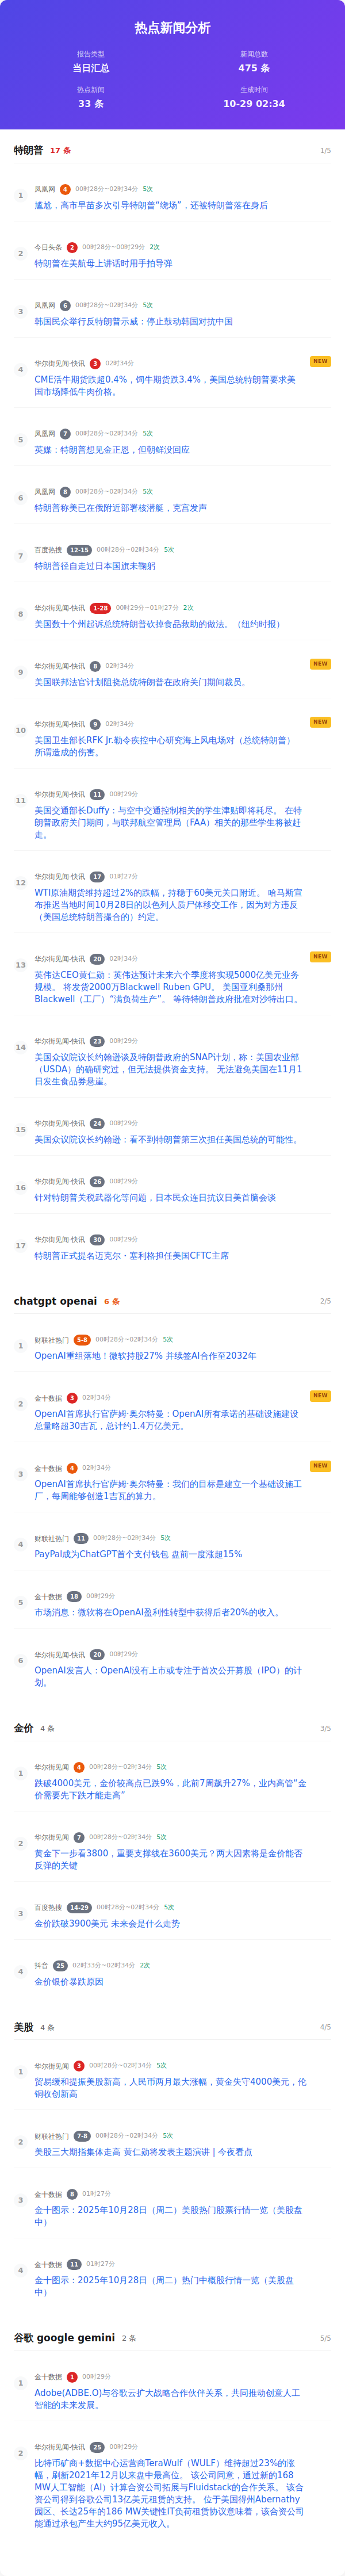 热点新闻分析
报告类型
新闻总数
当日汇总
475 条
热点新闻
生成时间
33 条
10-29 02:34
特朗普 17 条 1/5
1
凤凰网 4 00时28分~02时34分 5次
尴尬，高市早苗多次引导特朗普“绕场”，还被特朗普落在身后
2
今日头条 2 00时28分~00时29分 2次
特朗普在美航母上讲话时用手拍导弹
3
凤凰网 6 00时28分~02时34分 5次
韩国民众举行反特朗普示威：停止鼓动韩国对抗中国
4
华尔街见闻-快讯 3 02时34分 NEW
CME活牛期货跌超0.4%，饲牛期货跌3.4%，美国总统特朗普要求美
国市场降低牛肉价格。
5
凤凰网 7 00时28分~02时34分 5次
英媒：特朗普想见金正恩，但朝鲜没回应
6
凤凰网 8 00时28分~02时34分 5次
特朗普称美已在俄附近部署核潜艇，克宫发声
7
百度热搜 12-15 00时28分~02时34分 5次
特朗普径自走过日本国旗未鞠躬
8
华尔街见闻-快讯 1-28 00时29分~01时27分 2次
美国数十个州起诉总统特朗普砍掉食品救助的做法。（纽约时报）
9
华尔街见闻-快讯 8 02时34分 NEW
美国联邦法官计划阻挠总统特朗普在政府关门期间裁员。
10
华尔街见闻-快讯 9 02时34分 NEW
美国卫生部长RFK Jr.勒令疾控中心研究海上风电场对（总统特朗普）
所谓造成的伤害。
11
华尔街见闻-快讯 11 00时29分
美国交通部长Duffy：与空中交通控制相关的学生津贴即将耗尽。 在特
朗普政府关门期间，与联邦航空管理局（FAA）相关的那些学生将被赶
走。
12
华尔街见闻-快讯 17 01时27分
WTI原油期货维持超过2%的跌幅，持稳于60美元关口附近。 哈马斯宣
布推迟当地时间10月28日的以色列人质尸体移交工作，因为对方违反
（美国总统特朗普撮合的）约定。
13
华尔街见闻-快讯 20 02时34分 NEW
英伟达CEO黄仁勋：英伟达预计未来六个季度将实现5000亿美元业务
规模。 将发货2000万Blackwell Ruben GPU。 美国亚利桑那州
Blackwell（工厂）“满负荷生产”。 等待特朗普政府批准对沙特出口。
14
华尔街见闻-快讯 23 00时29分
美国众议院议长约翰逊谈及特朗普政府的SNAP计划，称：美国农业部
（USDA）的确研究过，但无法提供资金支持。 无法避免美国在11月1
日发生食品券悬崖。
15
华尔街见闻-快讯 24 00时29分
美国众议院议长约翰逊：看不到特朗普第三次担任美国总统的可能性。
16
华尔街见闻-快讯 26 00时29分
针对特朗普关税武器化等问题，日本民众连日抗议日美首脑会谈
17
华尔街见闻-快讯 30 00时29分
特朗普正式提名迈克尔・塞利格担任美国CFTC主席
chatgpt openai 6 条 2/5
1
财联社热门 5-8 00时28分~02时34分 5次
OpenAI重组落地！微软持股27% 并续签AI合作至2032年
2
金十数据 3 02时34分 NEW
OpenAI首席执行官萨姆·奥尔特曼：OpenAI所有承诺的基础设施建设
总量略超30吉瓦，总计约1.4万亿美元。
3
金十数据 4 02时34分 NEW
OpenAI首席执行官萨姆·奥尔特曼：我们的目标是建立一个基础设施工
厂，每周能够创造1吉瓦的算力。
4
财联社热门 11 00时28分~02时34分 5次
PayPal成为ChatGPT首个支付钱包 盘前一度涨超15%
5
金十数据 18 00时29分
市场消息：微软将在OpenAI盈利性转型中获得后者20%的收入。
6
华尔街见闻-快讯 20 00时29分
OpenAI发言人：OpenAI没有上市或专注于首次公开募股（IPO）的计
划。
金价 4 条 3/5
1
华尔街见闻 4 00时28分~02时34分 5次
跌破4000美元，金价较高点已跌9%，此前7周飙升27%，业内高管“金
价需要先下跌才能走高”
2
华尔街见闻 7 00时28分~02时34分 5次
黄金下一步看3800，重要支撑线在3600美元？两大因素将是金价能否
反弹的关键
3
百度热搜 14-29 00时28分~02时34分 5次
金价跌破3900美元 未来会是什么走势
4
抖音 25 02时33分~02时34分 2次
金价银价暴跌原因
美股 4 条 4/5
1
华尔街见闻 3 00时28分~02时34分 5次
贸易缓和提振美股新高，人民币两月最大涨幅，黄金失守4000美元，伦
铜收创新高
2
财联社热门 7-8 00时28分~02时34分 5次
美股三大期指集体走高 黄仁勋将发表主题演讲 | 今夜看点
3
金十数据 8 01时27分
金十图示：2025年10月28日（周二）美股热门股票行情一览（美股盘
中）
4
金十数据 11 01时27分
金十图示：2025年10月28日（周二）热门中概股行情一览（美股盘
中）
谷歌 google gemini 2 条 5/5
1
金十数据 1 00时29分
Adobe(ADBE.O)与谷歌云扩大战略合作伙伴关系，共同推动创意人工
智能的未来发展。
2
华尔街见闻-快讯 25 00时29分
比特币矿商+数据中心运营商TeraWulf（WULF）维持超过23%的涨
幅，刷新2021年12月以来盘中最高位。 该公司同意，通过新的168
MW人工智能（AI）计算合资公司拓展与Fluidstack的合作关系。 该合
资公司得到谷歌公司13亿美元租赁的支持。 位于美国得州Abernathy
园区、长达25年的186 MW关键性IT负荷租赁协议意味着，该合资公司
能通过承包产生大约95亿美元收入。